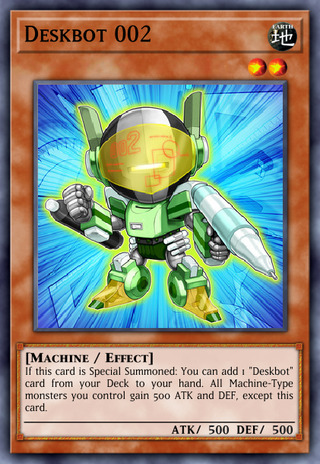 Deskbot 002
EARTH
地
002
[Machine / Effect]
If this card is Special Summoned: You can add 1 "Deskbot"
card from your Deck to your hand. All Machine-Type
monsters you control gain 500 ATK and DEF, except this
card.
ATK/ 500 DEF/ 500